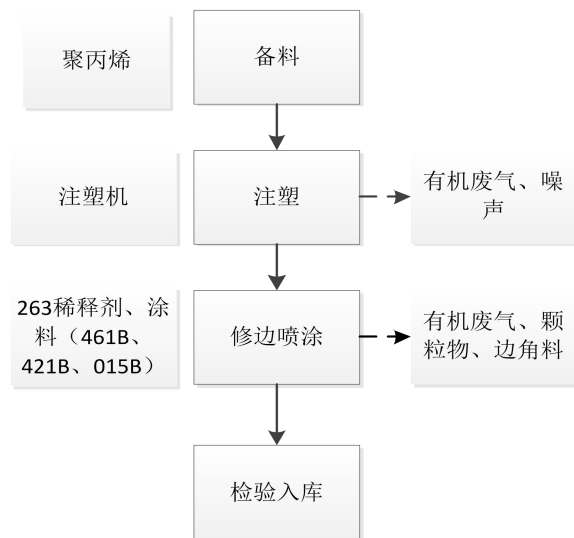 聚丙烯
备料
注塑机
注塑
有机废气、噪
声
263稀释剂、涂
料（461B、
421B、015B）
修边喷涂
有机废气、颗
粒物、边角料
检验入库